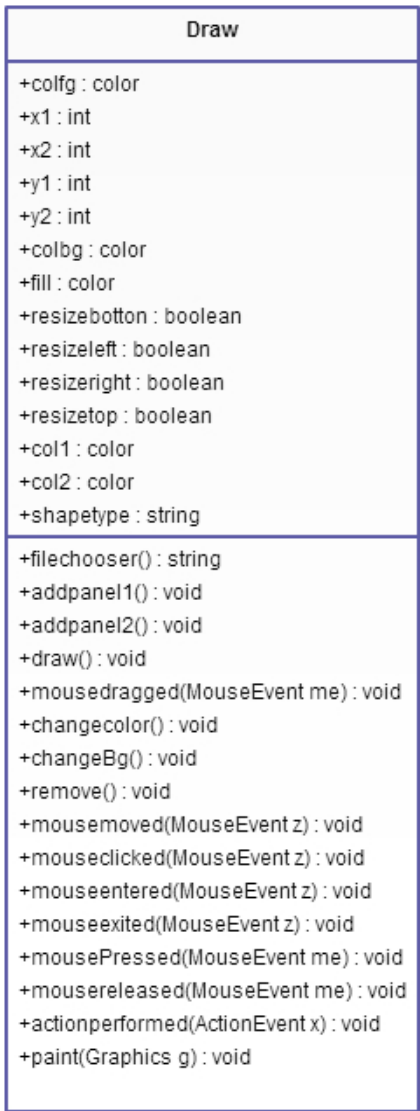 Draw
+colfg : color
+x1 : int
+x2 : int
+y1 : int
+y2 : int
+colbg : color
+fill : color
+resizebotton : boolean
+resizeleft : boolean
+resizeright : boolean
+resizetop : boolean
+col1 : color
+col2 : color
+shapetype : string
+filechooser() : string
+addpanel1() : void
+addpanel2() : void
+draw() : void
+mousedragged(MouseEvent me) : void
+changecolor() : void
+changeBg() : void
+remove() : void
+mousemoved(MouseEvent z) : void
+mouseclicked(MouseEvent z) : void
+mouseentered(MouseEvent z) : void
+mouseexited(MouseEvent z) : void
+mousePressed(MouseEvent me) : void
+mousereleased(MouseEvent me) : void
+actionperformed(ActionEvent x) : void
+paint(Graphics g) : void